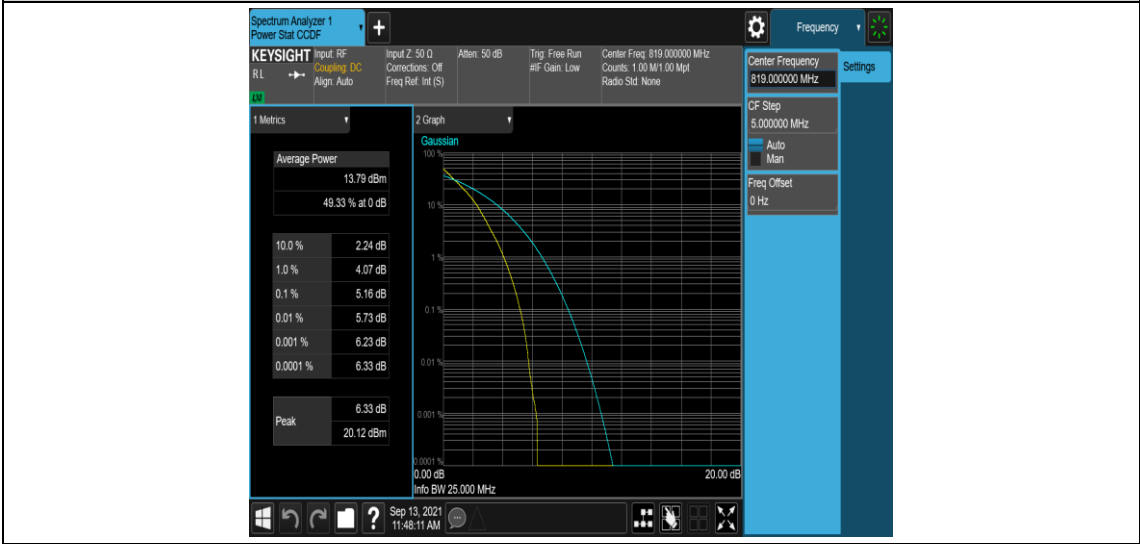 Spectrum Analyzer 1
Power Stat CCDF
+
Frequency
KEYSIGHT
RL
LM
Input: RF
Coupling: DC
Align: Auto
Input Z: 50 Ω
Corrections: Off
Freq Ref: Int (S)
Atten: 50 dB
Trig: Free Run
#IF Gain: Low
Center Freq: 819.000000 MHz
Counts: 1.00 M/1.00 Mpt
Radio Std: None
Center Frequency
819.000000 MHz
Settings
CF Step
5.000000 MHz
Auto
Man
Freq Offset
0 Hz
1 Metrics
Average Power
13.79 dBm
49.33 % at 0 dB
10.0 % 2.24 dB
1.0 % 4.07 dB
0.1 % 5.16 dB
0.01 % 5.73 dB
0.001 % 6.23 dB
0.0001 % 6.33 dB
Peak
6.33 dB
20.12 dBm
2 Graph
Gaussian
100 %
10 %
1 %
0.1 %
0.01 %
0.001 %
0.0001 %
0.00 dB 20.00 dB
Info BW 25.000 MHz
?
Sep 13, 2021
11:48:11 AM